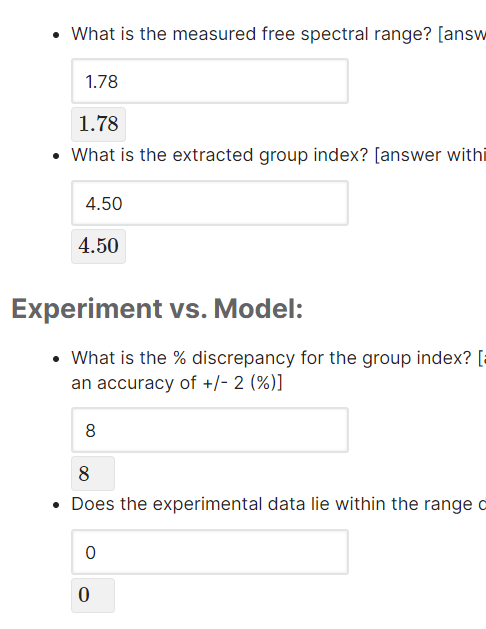 What is the measured free spectral range? [answ
1.78
1.78
What is the extracted group index? [answer withi
4.50
4.50
Experiment vs. Model:
What is the % discrepancy for the group index? [
an accuracy of +/- 2 (%)]
8
8
Does the experimental data lie within the range
0
0